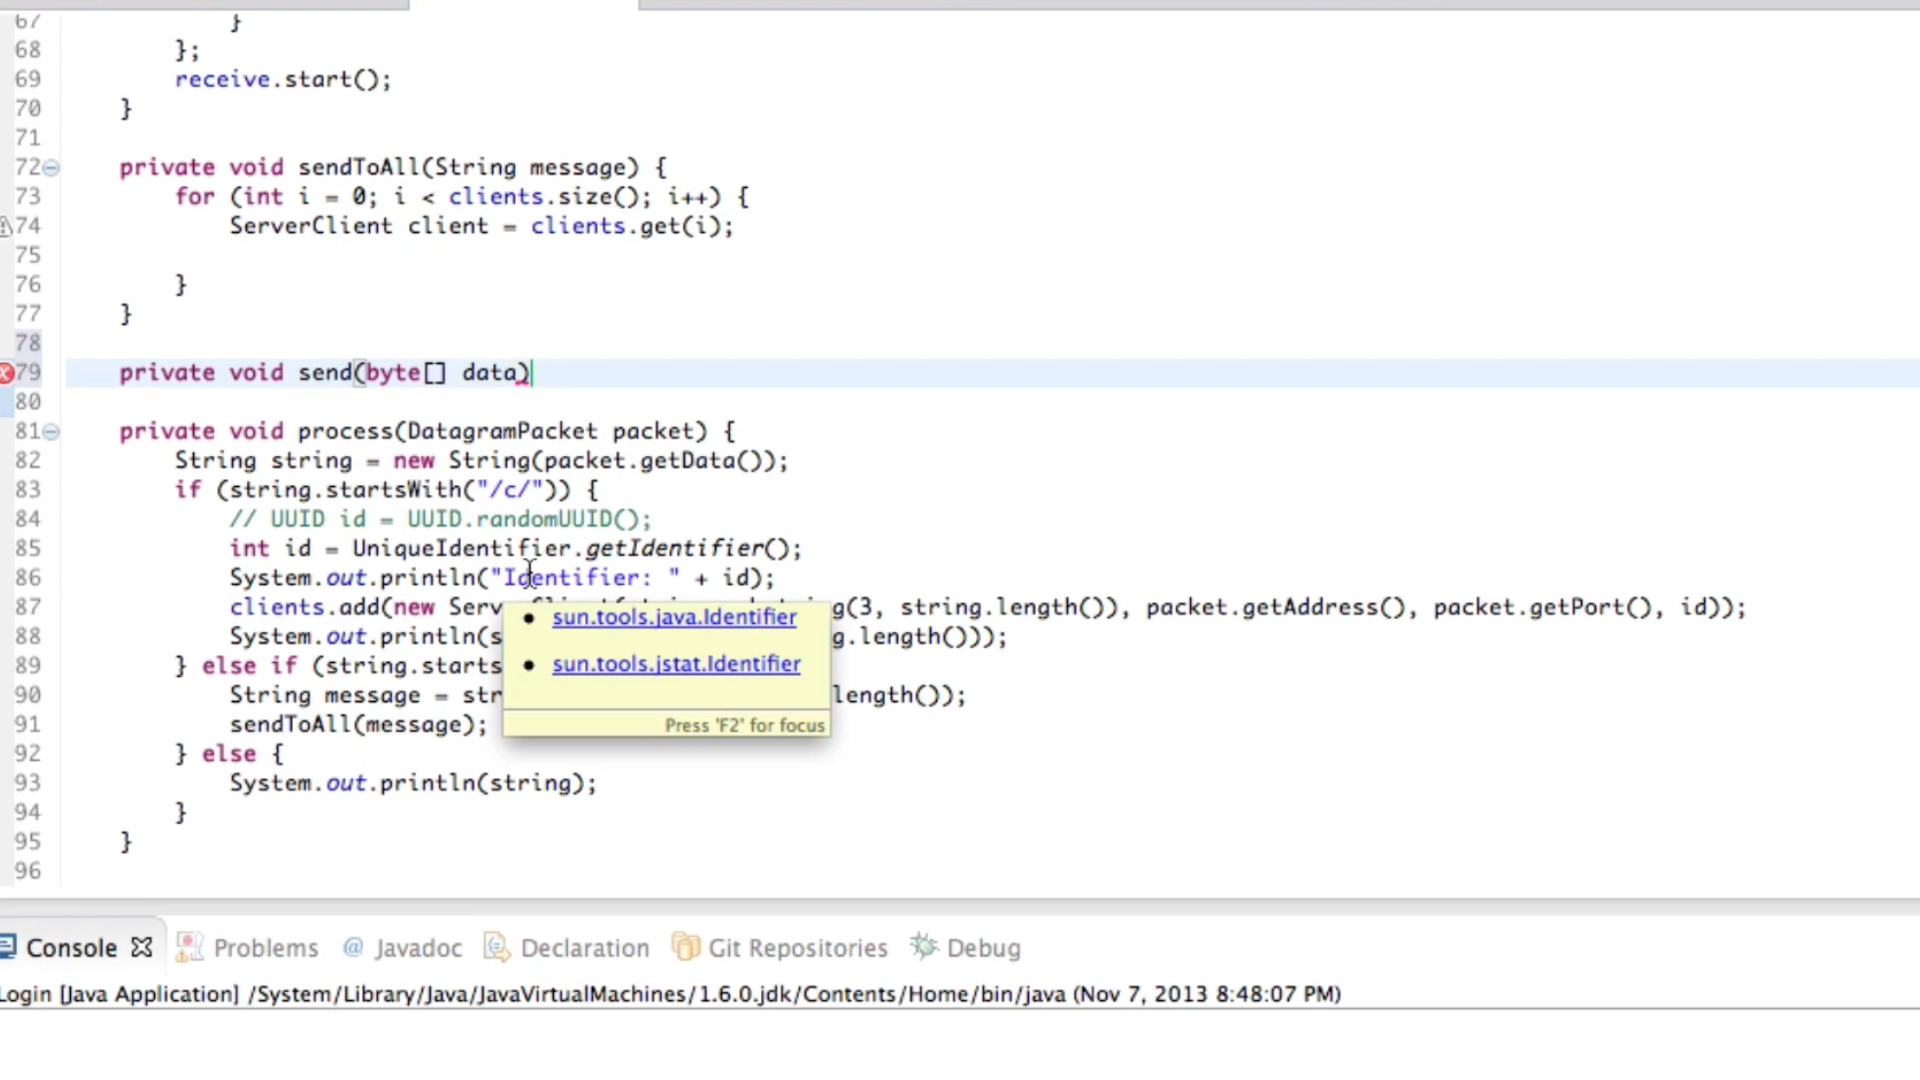 67 }
68 };
69 receive.start();
70 }
71
72 private void sendToAll(String message) {
73 for (int i = 0; i < clients.size(); i++) {
74 ServerClient client = clients.get(i);
75
76 }
77 }
78
79 private void send(byte[] data)
80
81 private void process(DatagramPacket packet) {
82 String string = new String(packet.getData());
83 if (string.startsWith("/c/")) {
84 // UUID id = UUID.randomUUID();
85 int id = UniqueIdentifier.getIdentifier();
86 System.out.println("Identifier: " + id);
87 clients.add(new Serv g(3, string.length()), packet.getAddress(), packet.getPort(), id));
sun.tools.java.Identifier
88 System.out.println(s g.length()));
89 } else if (string.starts
sun.tools.jstat.Identifier
90 String message = str length());
91 sendToAll(message);
Press 'F2' for focus
92 } else {
93 System.out.println(string);
94 }
95 }
96
Console Problems @ Javadoc Declaration Git Repositories Debug
Login [Java Application] /System/Library/Java/JavaVirtualMachines/1.6.0.jdk/Contents/Home/bin/java (Nov 7, 2013 8:48:07 PM)